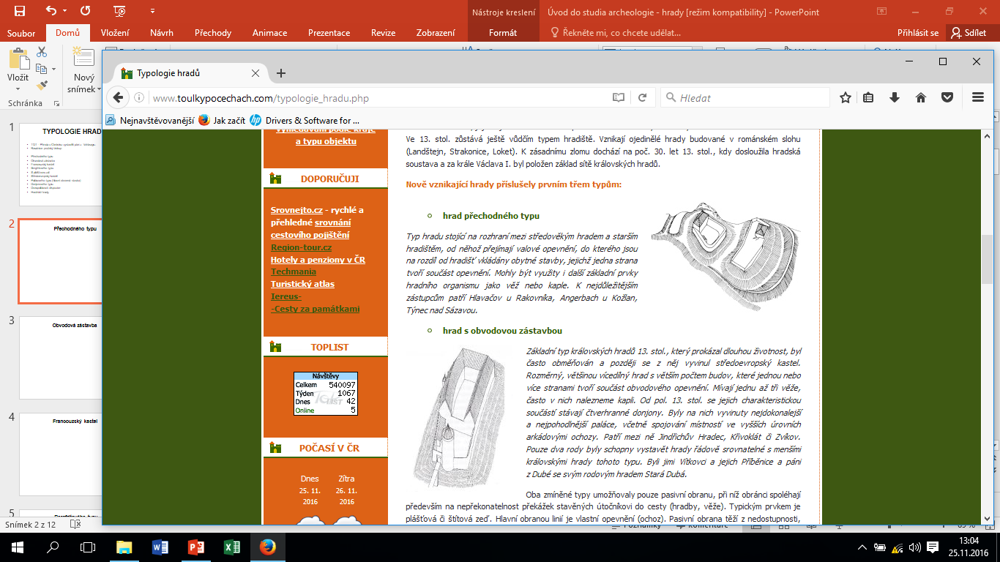 Nástroje kreslení
Úvod do studia archeologie - hrady [režim kompatibility] - PowerPoint
Soubor Domů Vložení Návrh Přechody Animace Prezentace Revize Zobrazení Formát Řekněte mi, co chcete udělat... Přihlásit se Sdílet
Vložit
Nový
snímek
Schránka
Typologie hradů
www.toulkypocechach.com/typologie_hradu.php
Hledat
Nejnavštěvovanější Jak začít Drivers & Software for ...
1
TYPOLOGIE HRAD
2
Přechodného typu
3
Obvodová zástavba
4
Francouzský kastel
5
Vyhledávání podle kraje
a typu objektu
DOPORUČUJI
Srovnejto.cz - rychlé a
přehledné srovnání
cestovího pojištění
Region-tour.cz
Hotely a penziony v ČR
Techmania
Turistický atlas
Iereus-
-Cesty za památkami
TOPLIST
Návštěvy
Celkem 540097
Týden 1067
Dnes 42
Online 5
POČASÍ V ČR
Dnes Zítra
25. 11. 26. 11.
2016 2016
Ve 13. stol. zůstává ještě vůdčím typem hradiště. Vznikají ojedinělé hrady budované v románském slohu
(Landštejn, Strakonice, Loket). K zásadnímu zlomu dochází na poč. 30. let 13. stol., kdy dosloužila hradská
soustava a za krále Václava I. byl položen základ sítě královských hradů.
Nově vznikající hrady příslušely prvním třem typům:
hrad přechodného typu
Typ hradu stojící na rozhraní mezi středověkým hradem a starším
hradištěm, od něhož přejímají valové opevnění, do kterého jsou
na rozdíl od hradišť vkládány obytné stavby, jejichž jedna strana
tvoří součást opevnění. Mohly být využity i další základní prvky
hradního organismu jako věž nebo kaple. K nejdůležitějším
zástupcům patří Hlavačov u Rakovníka, Angerbach u Kožlan,
Týnec nad Sázavou.
hrad s obvodovou zástavbou
Základní typ královských hradů 13. stol., který prokázal dlouhou životnost, byl
často obměňován a později se z něj vyvinul středoevropský kastel.
Rozměrný, většinou vícedílný hrad s větším počtem budov, které jednou nebo
více stranami tvoří součást obvodového opevnění. Mívají jednu až tři věže,
často v nich nalezneme kapli. Od pol. 13. stol. se jejich charakteristickou
součástí stávají čtverhranné donjony. Byly na nich vyvinuty nejdokonalejší
a nejpohodlnější paláce, včetně spojování místností ve vyšších úrovních
arkádovými ochozy. Patří mezi ně Jindřichův Hradec, Křivoklát či Zvíkov.
Pouze dva rody byly schopny vystavět hrady řádově srovnatelné s menšími
královskými hrady tohoto typu. Byli jimi Vítkovci a jejich Příběnice a páni
z Dubé se svým rodovým hradem Stará Dubá.
Oba zmíněné typy umožňovaly pouze pasivní obranu, při níž obránci spoléhají
především na nepřekonatelnost překážek stavěných útočníkovi do cesty (hradby, věže). Typickým prvkem je
plášťová či štítová zeď. Hlavní obranou linií je vlastní opevnění (ochoz). Pasivní obrana těží z nedostupnosti,
Snímek 2 z 12
13:04
25.11.2016